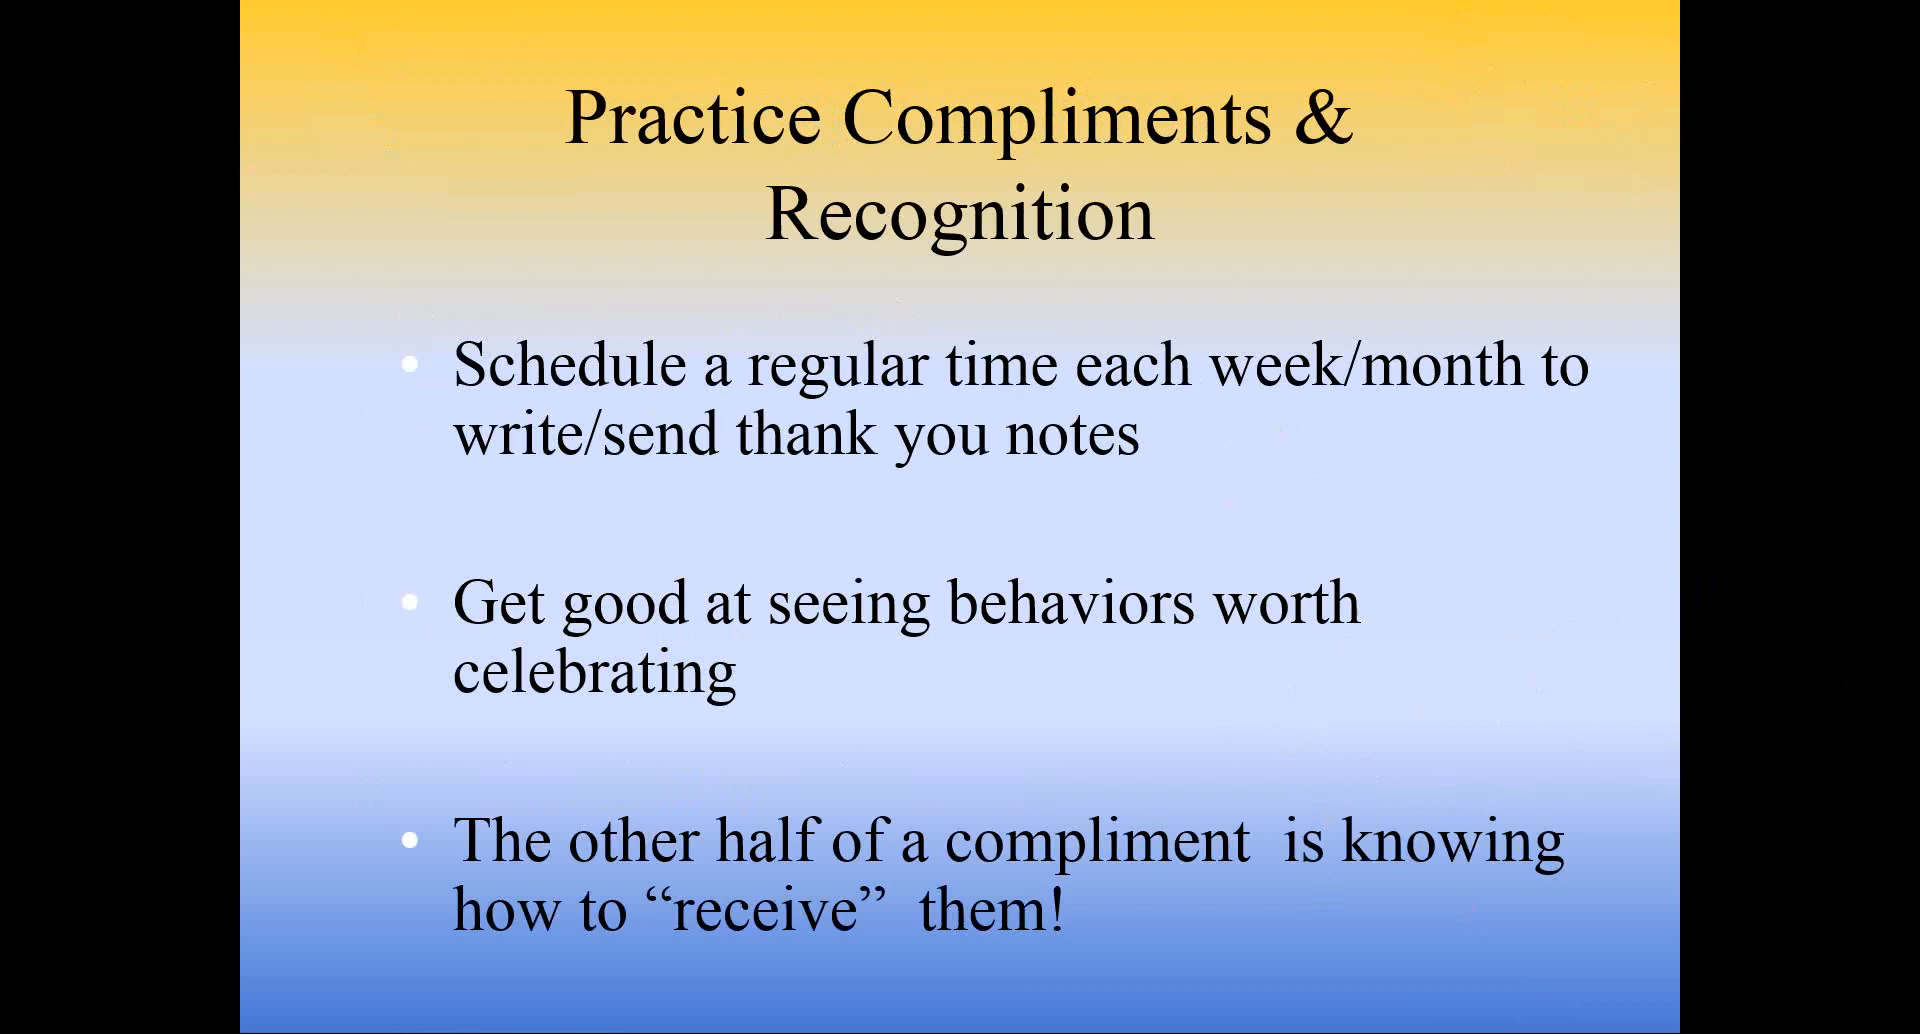 Practice Compliments &
Recognition
• Schedule a regular time each week/month to
write/send thank you notes
• Get good at seeing behaviors worth
celebrating
• The other half of a compliment  is knowing
how to “receive”  them!